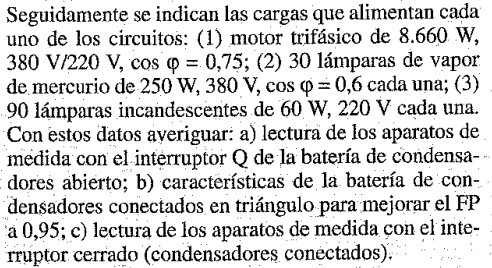 Seguidamente se indican las cargas que alimentan cada
uno de los circuitos: (1) motor trifásico de 8.660 W,
380 V/220 V, cos φ = 0,75; (2) 30 lámparas de vapor
de mercurio de 250 W, 380 V, cos φ = 0,6 cada una; (3)
90 lámparas incandescentes de 60 W, 220 V cada una.
Con estos datos averiguar: a) lectura de los aparatos de
medida con el interruptor Q de la batería de condensa-
dores abierto; b) características de la batería de con-
densadores conectados en triángulo para mejorar el FP
a 0,95; c) lectura de los aparatos de medida con el inte-
rruptor cerrado (condensadores conectados).